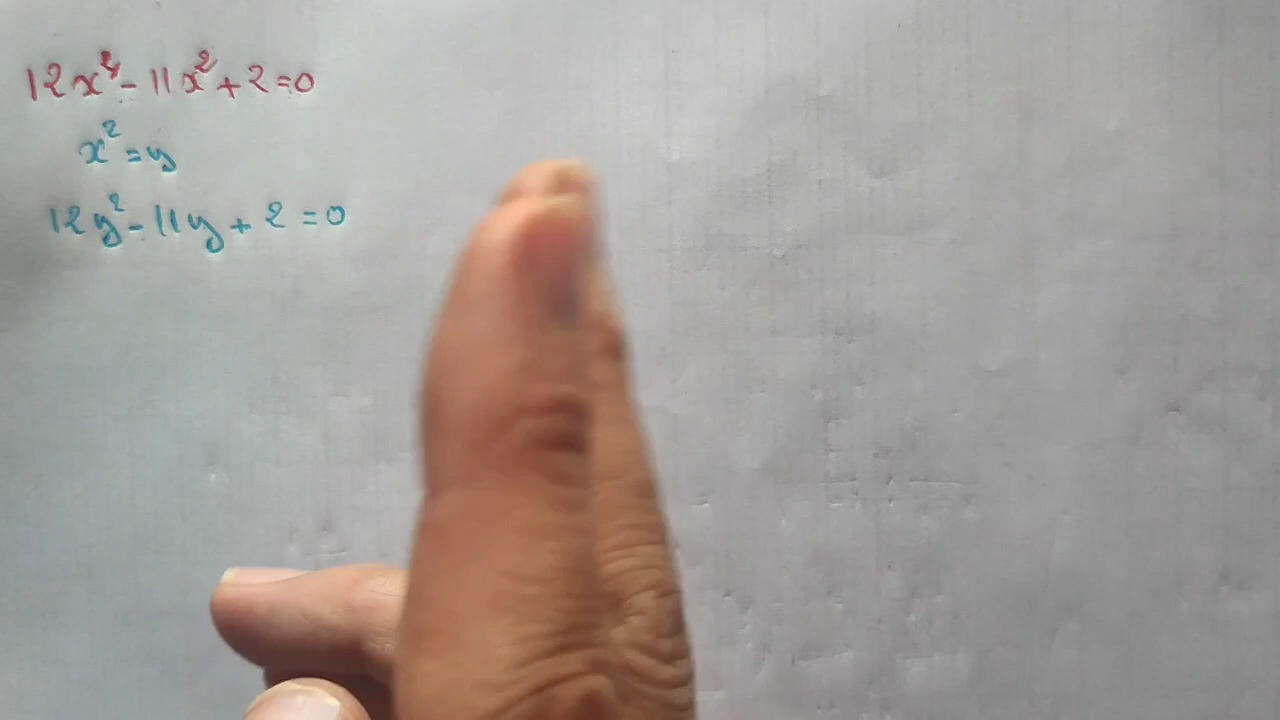 12x⁴ - 11x² + 2 = 0
x² = y
12y² - 11y + 2 = 0